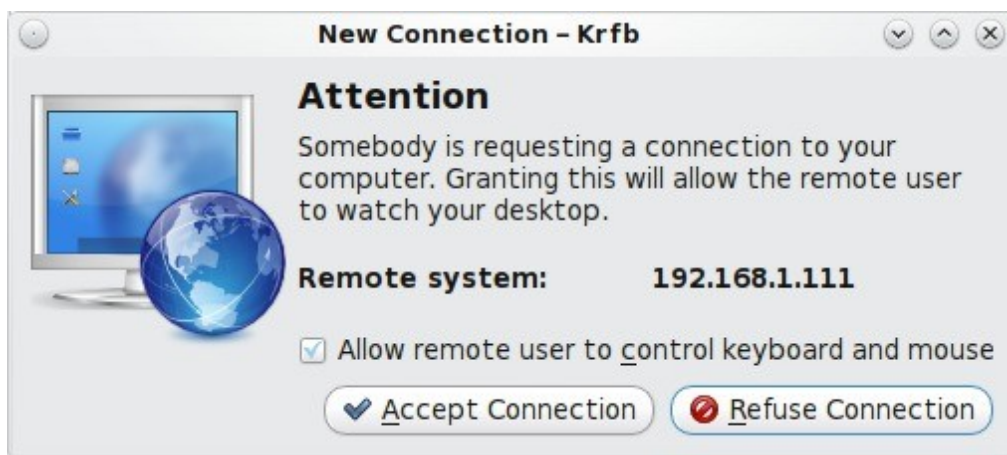 New Connection – Krfb
Attention
Somebody is requesting a connection to your
computer. Granting this will allow the remote user
to watch your desktop.
Remote system: 192.168.1.111
Allow remote user to control keyboard and mouse
Accept Connection Refuse Connection